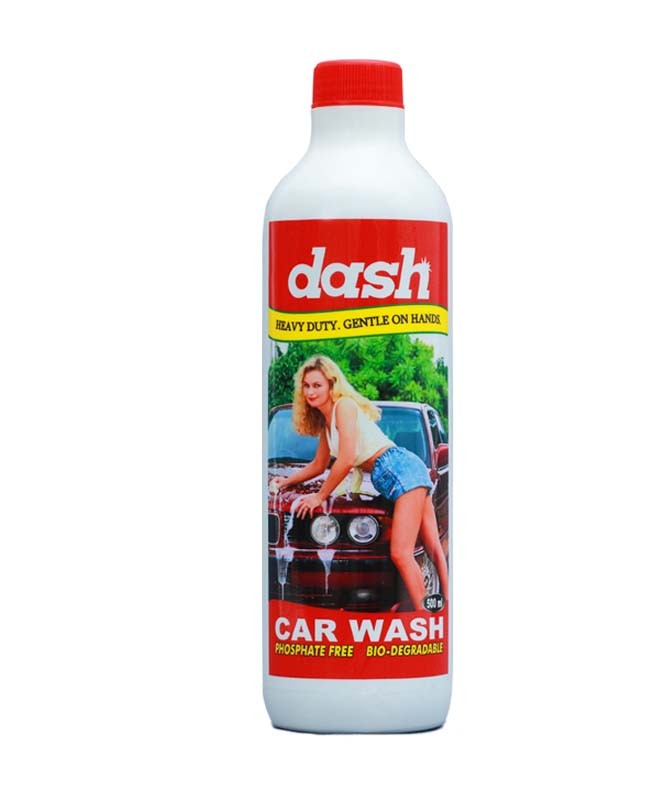 dash
HEAVY DUTY. GENTLE ON HANDS.
500 ml
CAR WASH
PHOSPHATE FREE BIO-DEGRADABLE